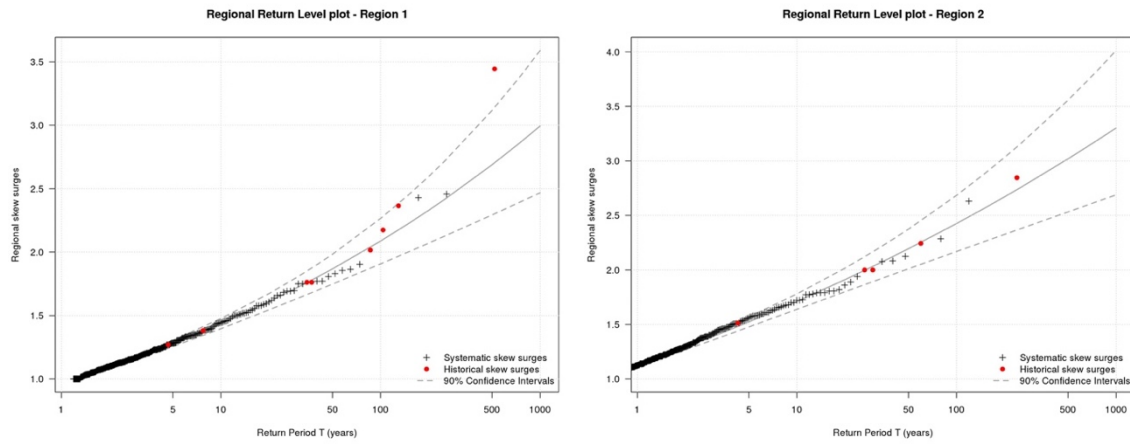 Regional Return Level plot - Region 1
Regional skew surges
3.5
3.0
2.5
2.0
1.5
1.0
Systematic skew surges
Historical skew surges
90% Confidence Intervals
1 5 10 50 100 500 1000
Return Period T (years)
Regional Return Level plot - Region 2
Regional skew surges
4.0
3.5
3.0
2.5
2.0
1.5
1.0
Systematic skew surges
Historical skew surges
90% Confidence Intervals
1 5 10 50 100 500 1000
Return Period T (years)